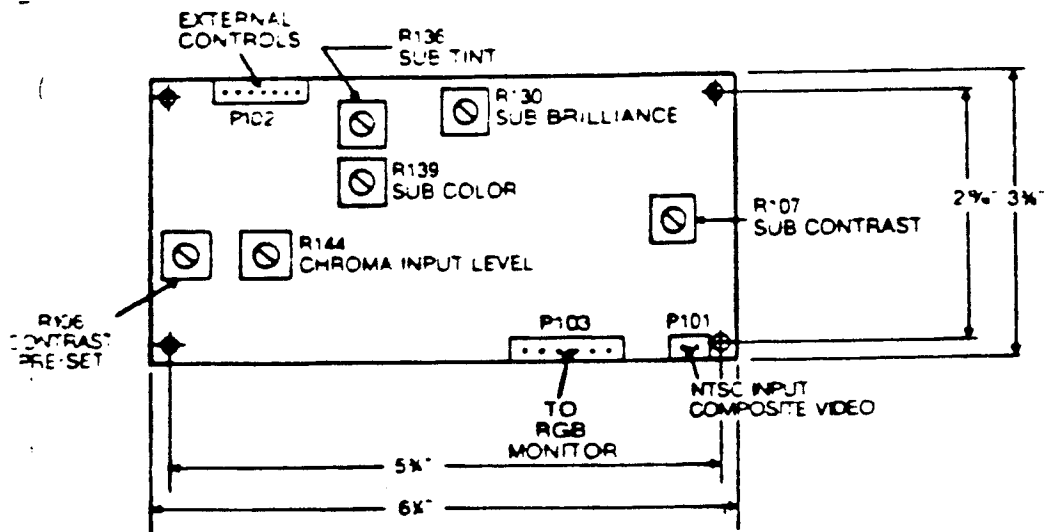 EXTERNAL
CONTROLS
R136
SUB TINT
P102
R130
SUB BRILLIANCE
R139
SUB COLOR
R107
SUB CONTRAST
R144
CHROMA INPUT LEVEL
CONTRAST
PRE-SET
P103
P101
TO
RGB
MONITOR
NTSC INPUT
COMPOSITE VIDEO